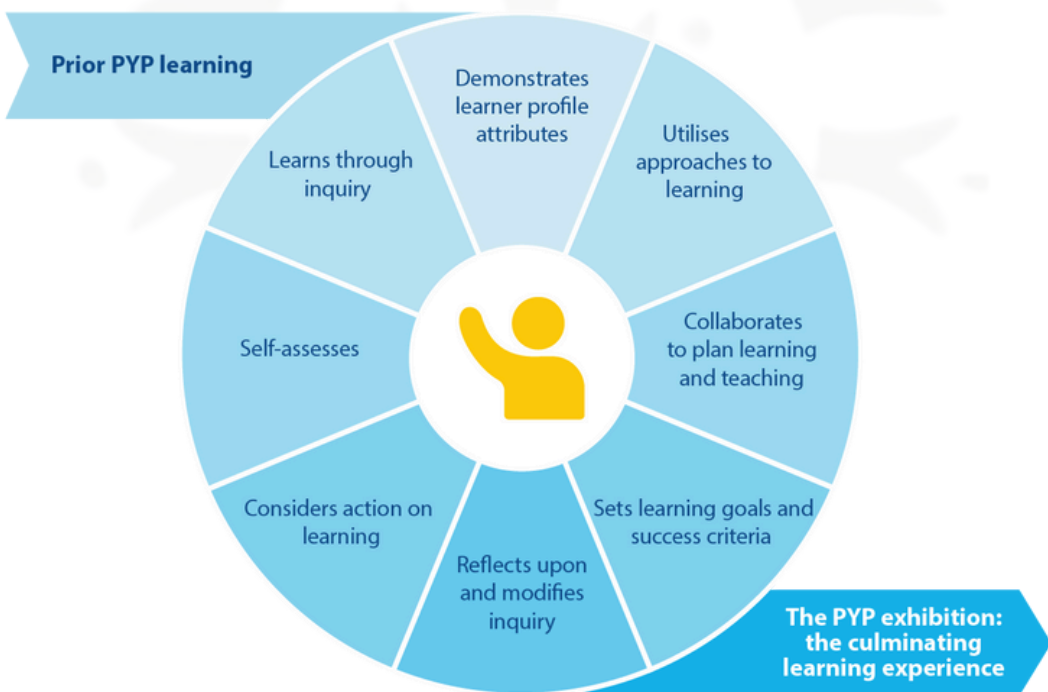 Prior PYP learning
Demonstrates
learner profile
attributes
Utilises
approaches to
learning
Collaborates
to plan learning
and teaching
Sets learning goals and
success criteria
Reflects upon
and modifies
inquiry
Considers action on
learning
Self-assesses
Learns through
inquiry
The PYP exhibition:
the culminating
learning experience